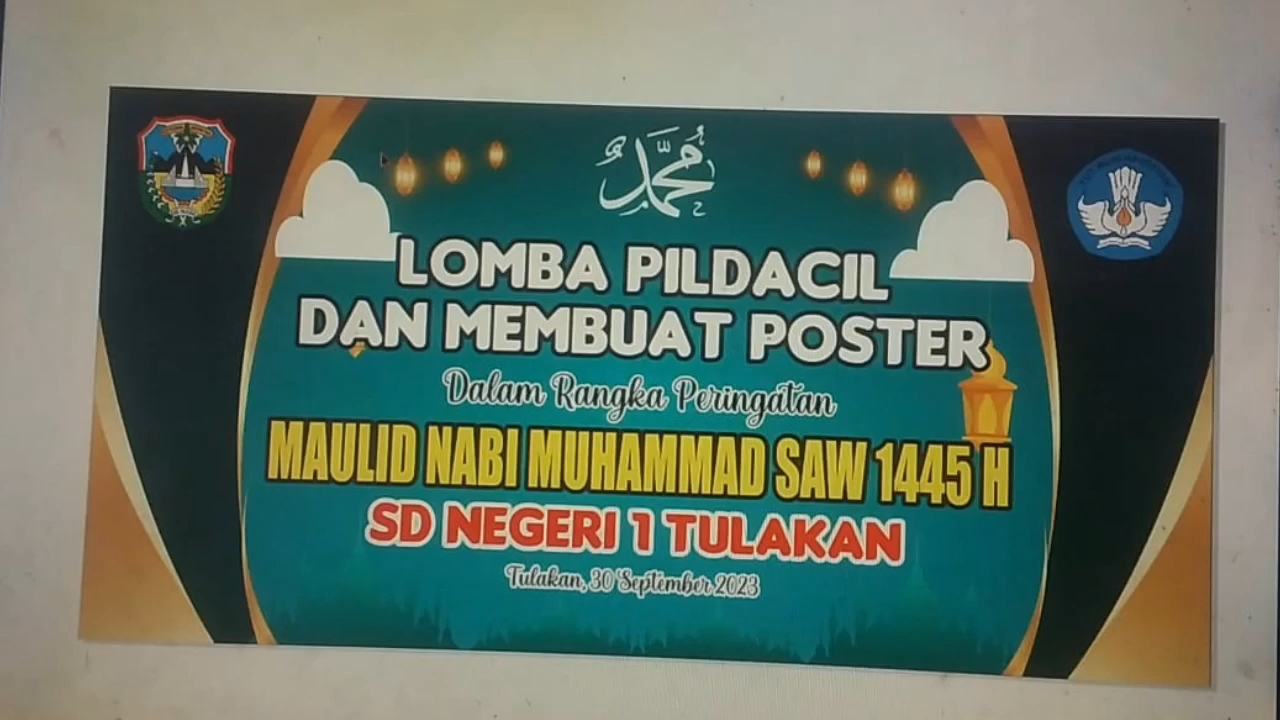 محمد
LOMBA PILDACIL
DAN MEMBUAT POSTER
Dalam Rangka Peringatan
MAULID NABI MUHAMMAD SAW 1445 H
SD NEGERI 1 TULAKAN
Tulakan, 30 September 2023